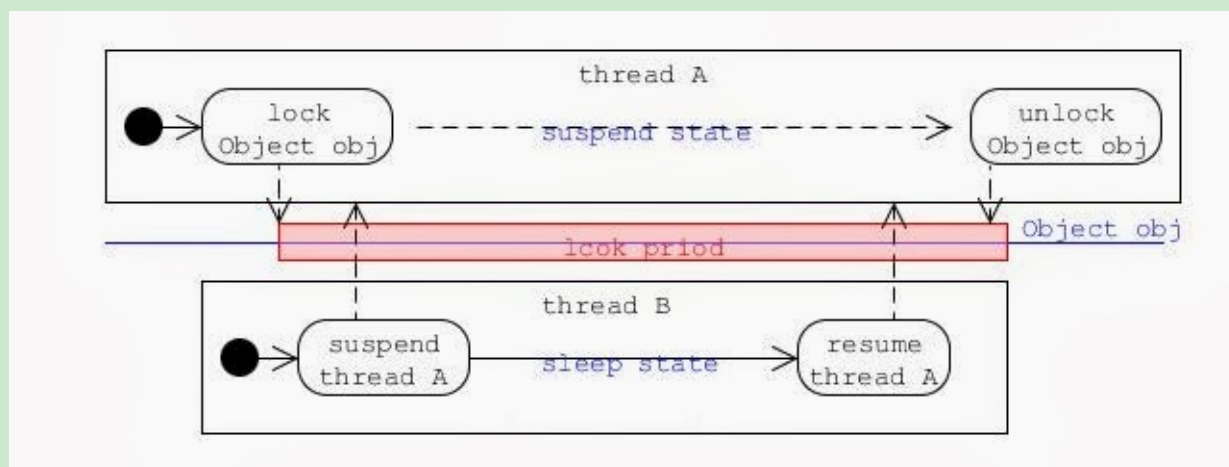 thread A
lock
Object obj
suspend state
unlock
Object obj
Object obj
lcok priod
thread B
suspend
thread A
sleep state
resume
thread A